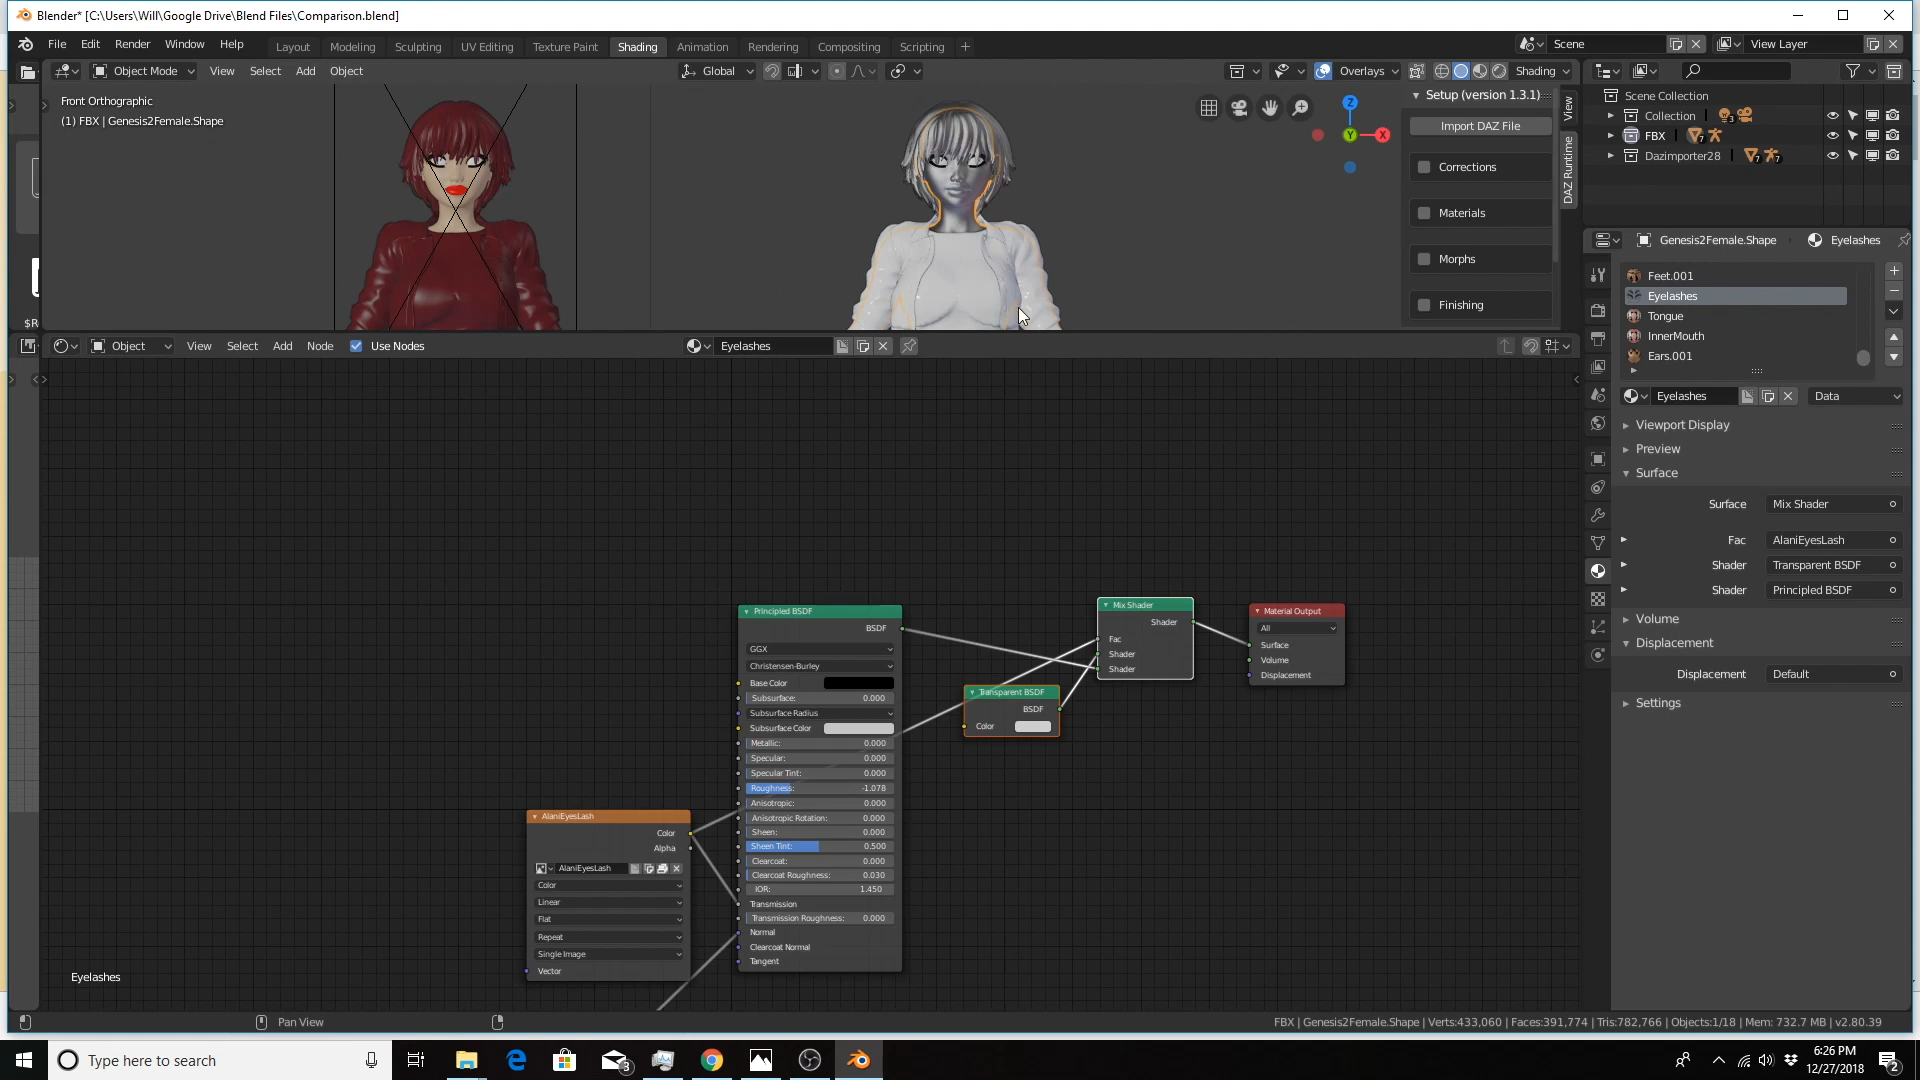 Blender* [C:\Users\Will\Google Drive\Blend Files\Comparison.blend]
File Edit Render Window Help
Layout Modeling Sculpting UV Editing Texture Paint Shading Animation Rendering Compositing Scripting +
Scene
View Layer
Object Mode View Select Add Object
Global
Overlays
Shading
Front Orthographic
(1) FBX | Genesis2Female.Shape
Z
Y
X
Setup (version 1.3.1)
Import DAZ File
Corrections
Materials
Morphs
Finishing
View
DAZ Runtime
Scene Collection
Collection 3
FBX 7
Dazimporter28 7 7
Genesis2Female.Shape Eyelashes
Feet.001
Eyelashes
Tongue
InnerMouth
Ears.001
Eyelashes Data
Viewport Display
Preview
Surface
Surface Mix Shader
Fac AlaniEyesLash
Shader Transparent BSDF
Shader Principled BSDF
Volume
Displacement
Displacement Default
Settings
$R
Object View Select Add Node Use Nodes
Eyelashes
Principled BSDF
BSDF
GGX
Christensen-Burley
Base Color
Subsurface: 0.000
Subsurface Radius
Subsurface Color
Metallic: 0.000
Specular: 0.000
Specular Tint: 0.000
Roughness: -1.078
Anisotropic: 0.000
Anisotropic Rotation: 0.000
Sheen: 0.000
Sheen Tint: 0.500
Clearcoat: 0.000
Clearcoat Roughness: 0.030
IOR: 1.450
Transmission
Transmission Roughness: 0.000
Normal
Clearcoat Normal
Tangent
Mix Shader
Shader
Fac
Shader
Shader
Material Output
All
Surface
Volume
Displacement
Transparent BSDF
BSDF
Color
AlaniEyesLash
Color
Alpha
AlaniEyesLash
Color
Linear
Flat
Repeat
Single Image
Vector
Eyelashes
Pan View
FBX | Genesis2Female.Shape | Verts:433,060 | Faces:391,774 | Tris:782,766 | Objects:1/18 | Mem: 732.7 MB | v2.80.39
Type here to search
3
6:26 PM
12/27/2018
2